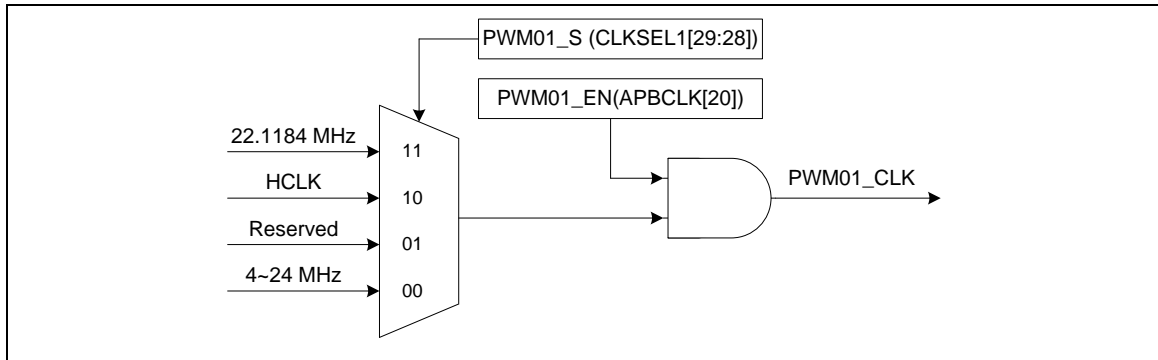 PWM01_S (CLKSEL1[29:28])
PWM01_EN(APBCLK[20])
22.1184 MHz
11
HCLK
10
PWM01_CLK
Reserved
01
4~24 MHz
00